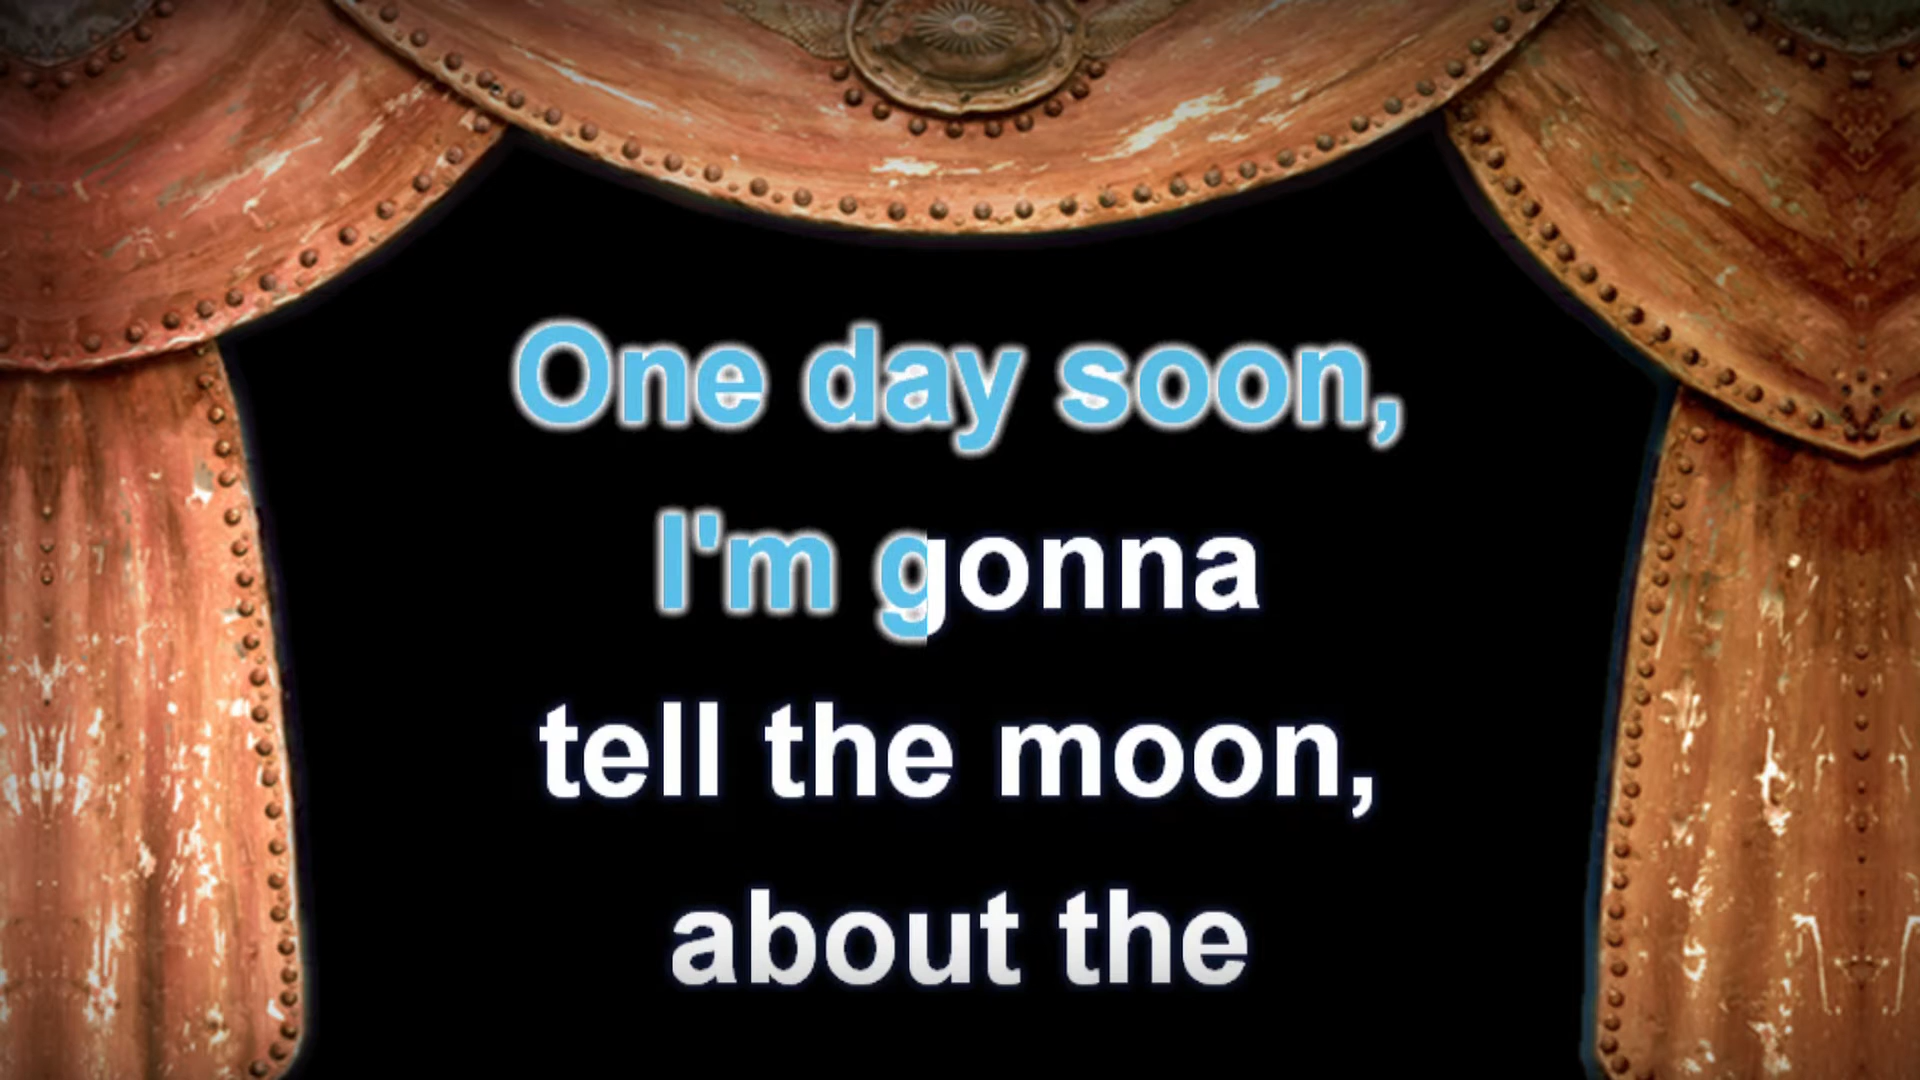 One day soon,
I'm gonna
tell the moon,
about the